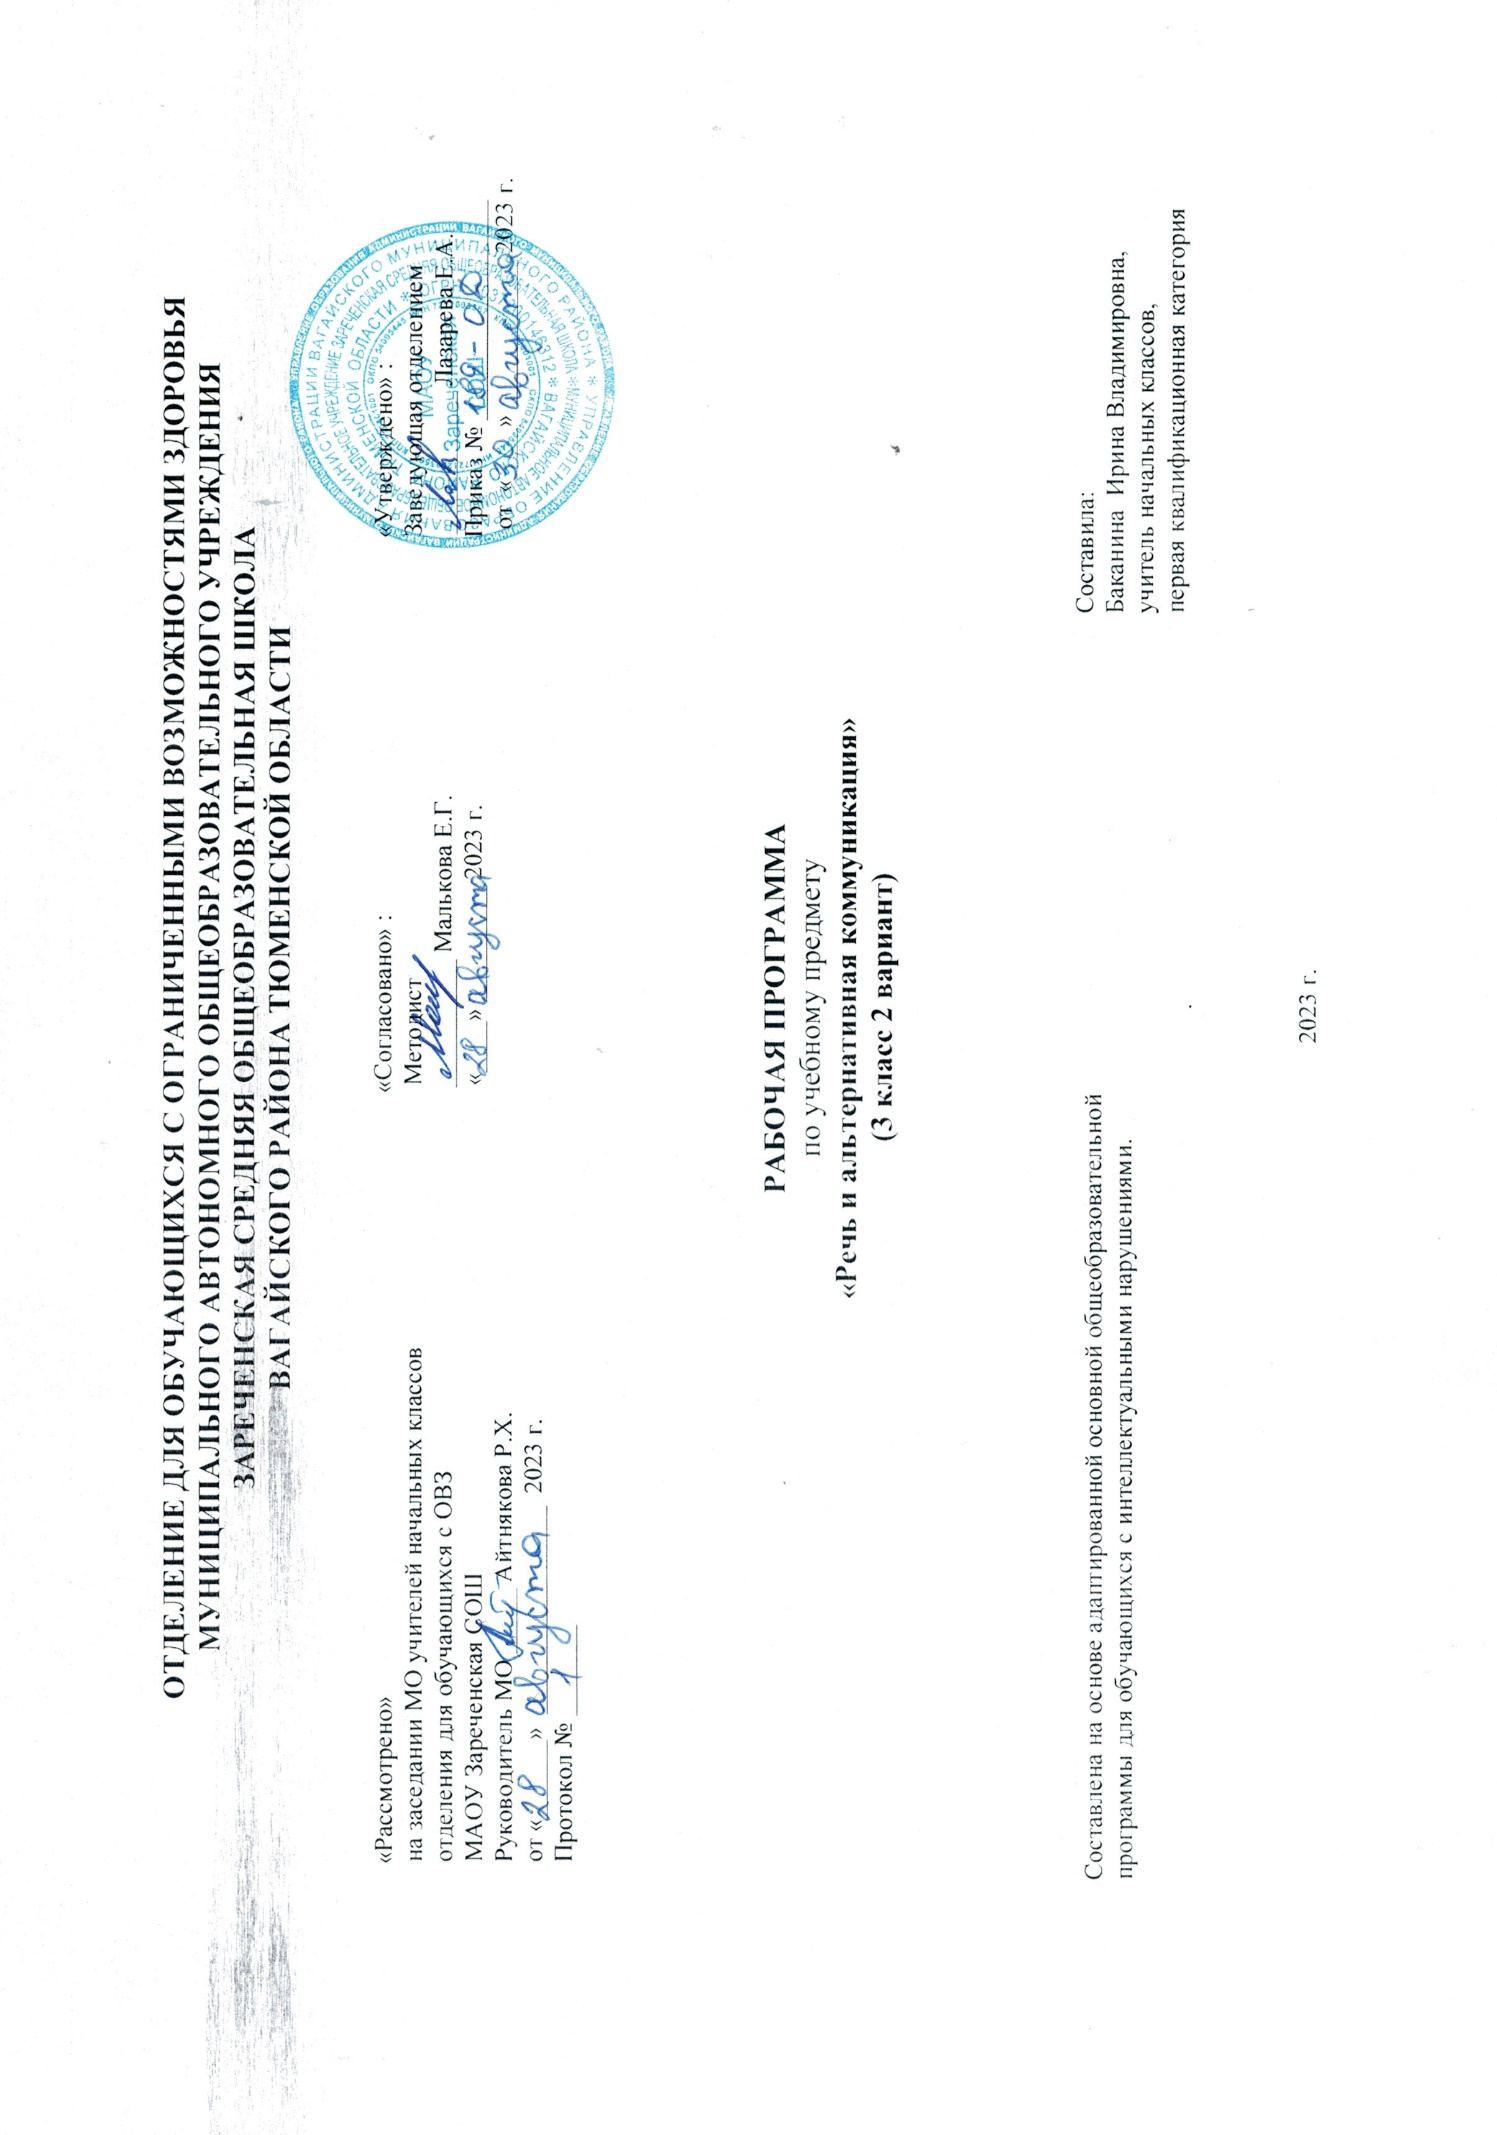 ОТДЕЛЕНИЕ ДЛЯ ОБУЧАЮЩИХСЯ С ОГРАНИЧЕННЫМИ ВОЗМОЖНОСТЯМИ ЗДОРОВЬЯ
МУНИЦИПАЛЬНОГО АВТОНОМНОГО ОБЩЕОБРАЗОВАТЕЛЬНОГО УЧРЕЖДЕНИЯ
ЗАРЕЧЕНСКАЯ СРЕДНЯЯ ОБЩЕОБРАЗОВАТЕЛЬНАЯ ШКОЛА
ВАГАЙСКОГО РАЙОНА ТЮМЕНСКОЙ ОБЛАСТИ
«Рассмотрено»
на заседании МО учителей начальных классов
отделения для обучающихся с ОВЗ
МАОУ Зареченская СОШ
Руководитель МО Айтнякова Р.Х.
от «28» августа 2023 г.
Протокол № 1
«Согласовано» :
Методист
Малькова Е.Г.
«28» августа 2023 г.
«Утверждено» :
Заведующая отделением
Лазарева Е.А.
Приказ № 189-ОД
от «30» августа 2023 г.
РАБОЧАЯ ПРОГРАММА
по учебному предмету
«Речь и альтернативная коммуникация»
(3 класс 2 вариант)
Составлена на основе адаптированной основной общеобразовательной
программы для обучающихся с интеллектуальными нарушениями.
Составила:
Баканина Ирина Владимировна,
учитель начальных классов,
первая квалификационная категория
2023 г.